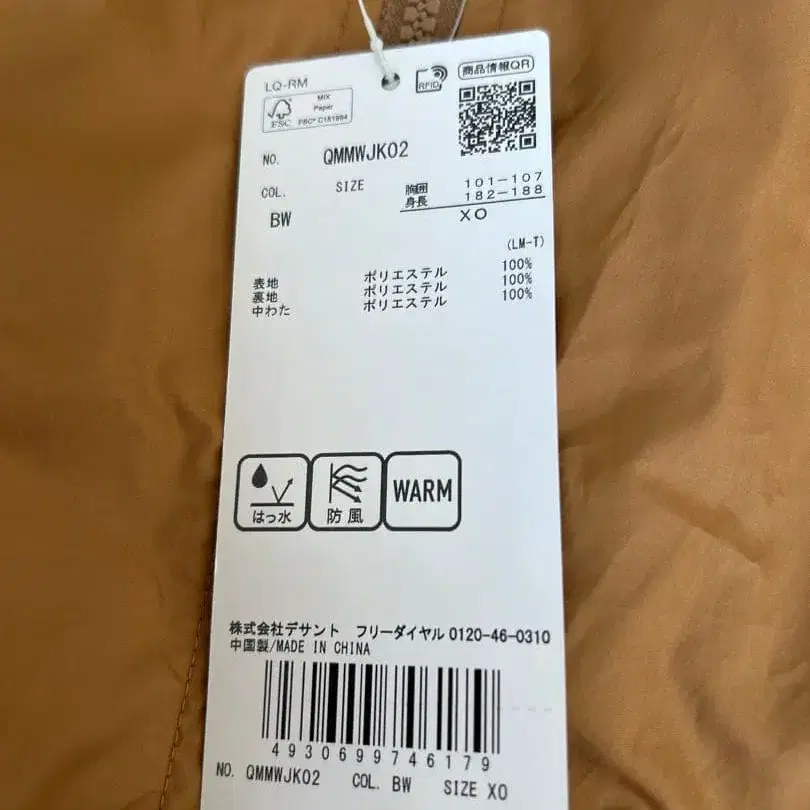 LQ-RM
RFID
商品情報QR
FSC
MIX
Paper
FSC® C151984
NO. QMMWJK02
COL. SIZE 胸囲 101-107
身長 182-188
BW XO
(LM-T)
表地 ポリエステル 100%
裏地 ポリエステル 100%
中わた ポリエステル 100%
はっ水
防風
WARM
株式会社デサント フリーダイヤル 0120-46-0310
中国製/MADE IN CHINA
4930699746179
NO. QMMWJK02 COL. BW SIZE XO